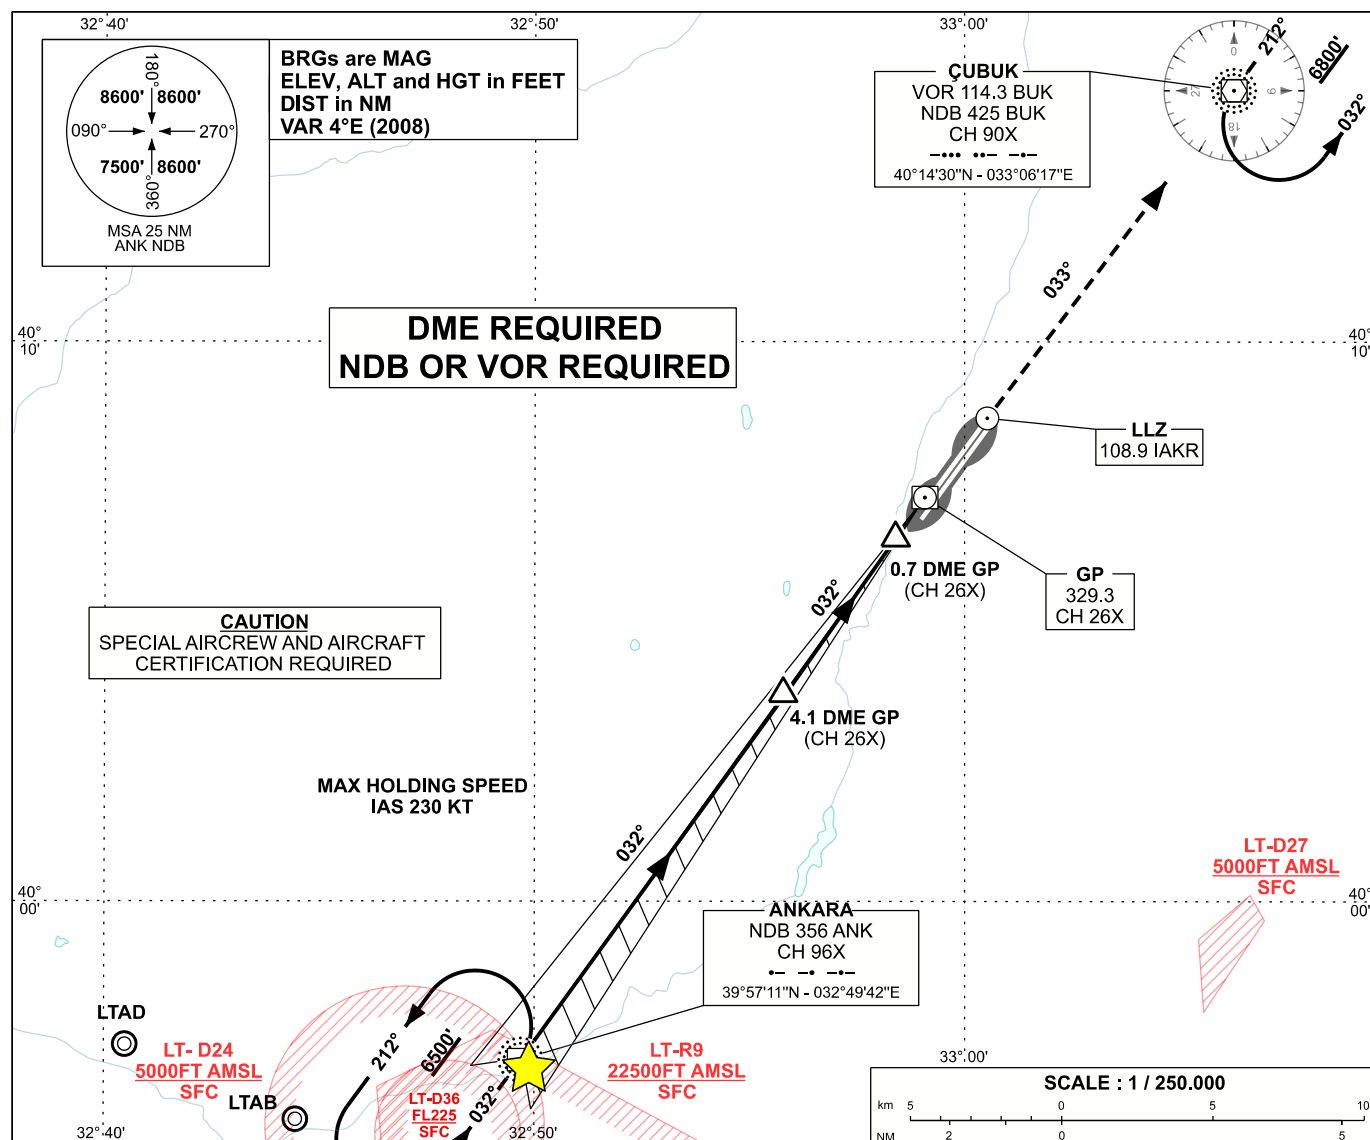 32°40'
32°50'
33°00'
BRGs are MAG
ELEV, ALT and HGT in FEET
DIST in NM
VAR 4°E (2008)
180°
8600'
8600'
090°
270°
7500'
8600'
360°
MSA 25 NM
ANK NDB
ÇUBUK
VOR 114.3 BUK
NDB 425 BUK
CH 90X
40°14'30"N - 033°06'17"E
0
9
18
27
212°
6800'
032°
033°
40°
10'
40°
10'
DME REQUIRED
NDB OR VOR REQUIRED
LLZ
108.9 IAKR
0.7 DME GP
(CH 26X)
GP
329.3
CH 26X
032°
CAUTION
SPECIAL AIRCREW AND AIRCRAFT
CERTIFICATION REQUIRED
4.1 DME GP
(CH 26X)
MAX HOLDING SPEED
IAS 230 KT
032°
LT-D27
5000FT AMSL
SFC
40°
00'
40°
00'
ANKARA
NDB 356 ANK
CH 96X
39°57'11"N - 032°49'42"E
LTAD
LT- D24
5000FT AMSL
SFC
LTAB
212°
6500'
032°
LT-D36
FL225
SFC
LT-R9
22500FT AMSL
SFC
33°00'
SCALE : 1 / 250.000
km 5 0 5 10
NM 2 0 5
32°40'
32°50'